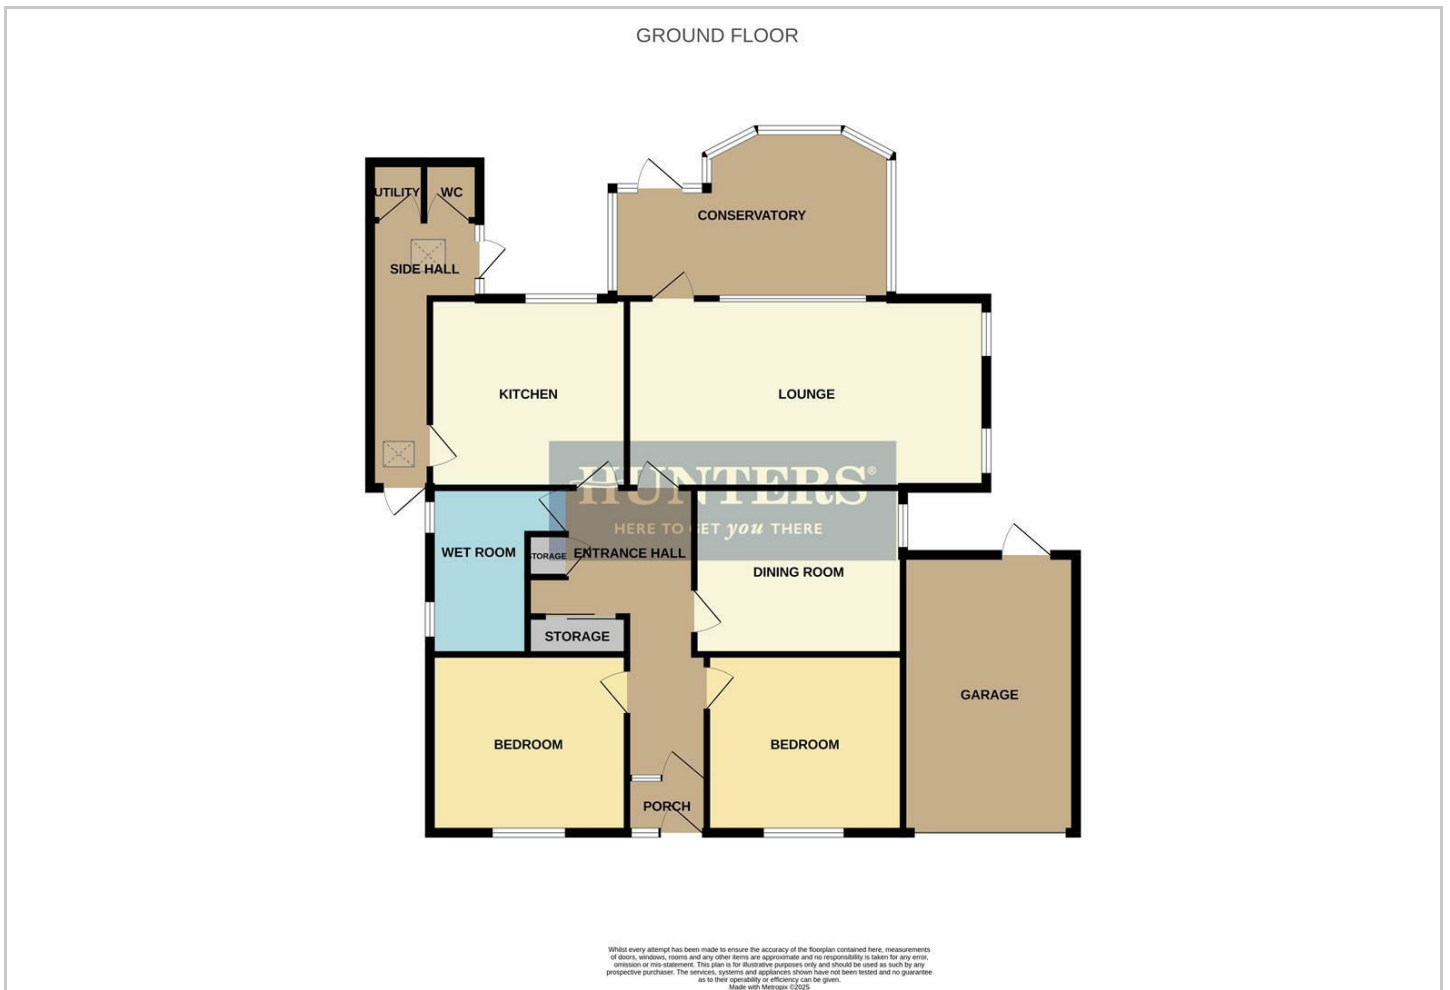 GROUND FLOOR
CONSERVATORY
UTILITY
WC
SIDE HALL
KITCHEN
LOUNGE
HUNTERS®
HERE TO GET you THERE
WET ROOM
STORAGE
ENTRANCE HALL
DINING ROOM
STORAGE
BEDROOM
BEDROOM
GARAGE
PORCH
Whilst every attempt has been made to ensure the accuracy of the floorplan contained here, measurements
of doors, windows, rooms and any other items are approximate and no responsibility is taken for any error,
omission or mis-statement. This plan is for illustrative purposes only and should be used as such by any
prospective purchaser. The services, systems and appliances shown have not been tested and no guarantee
as to their operability or efficiency can be given.
Made with Metropix ©2025